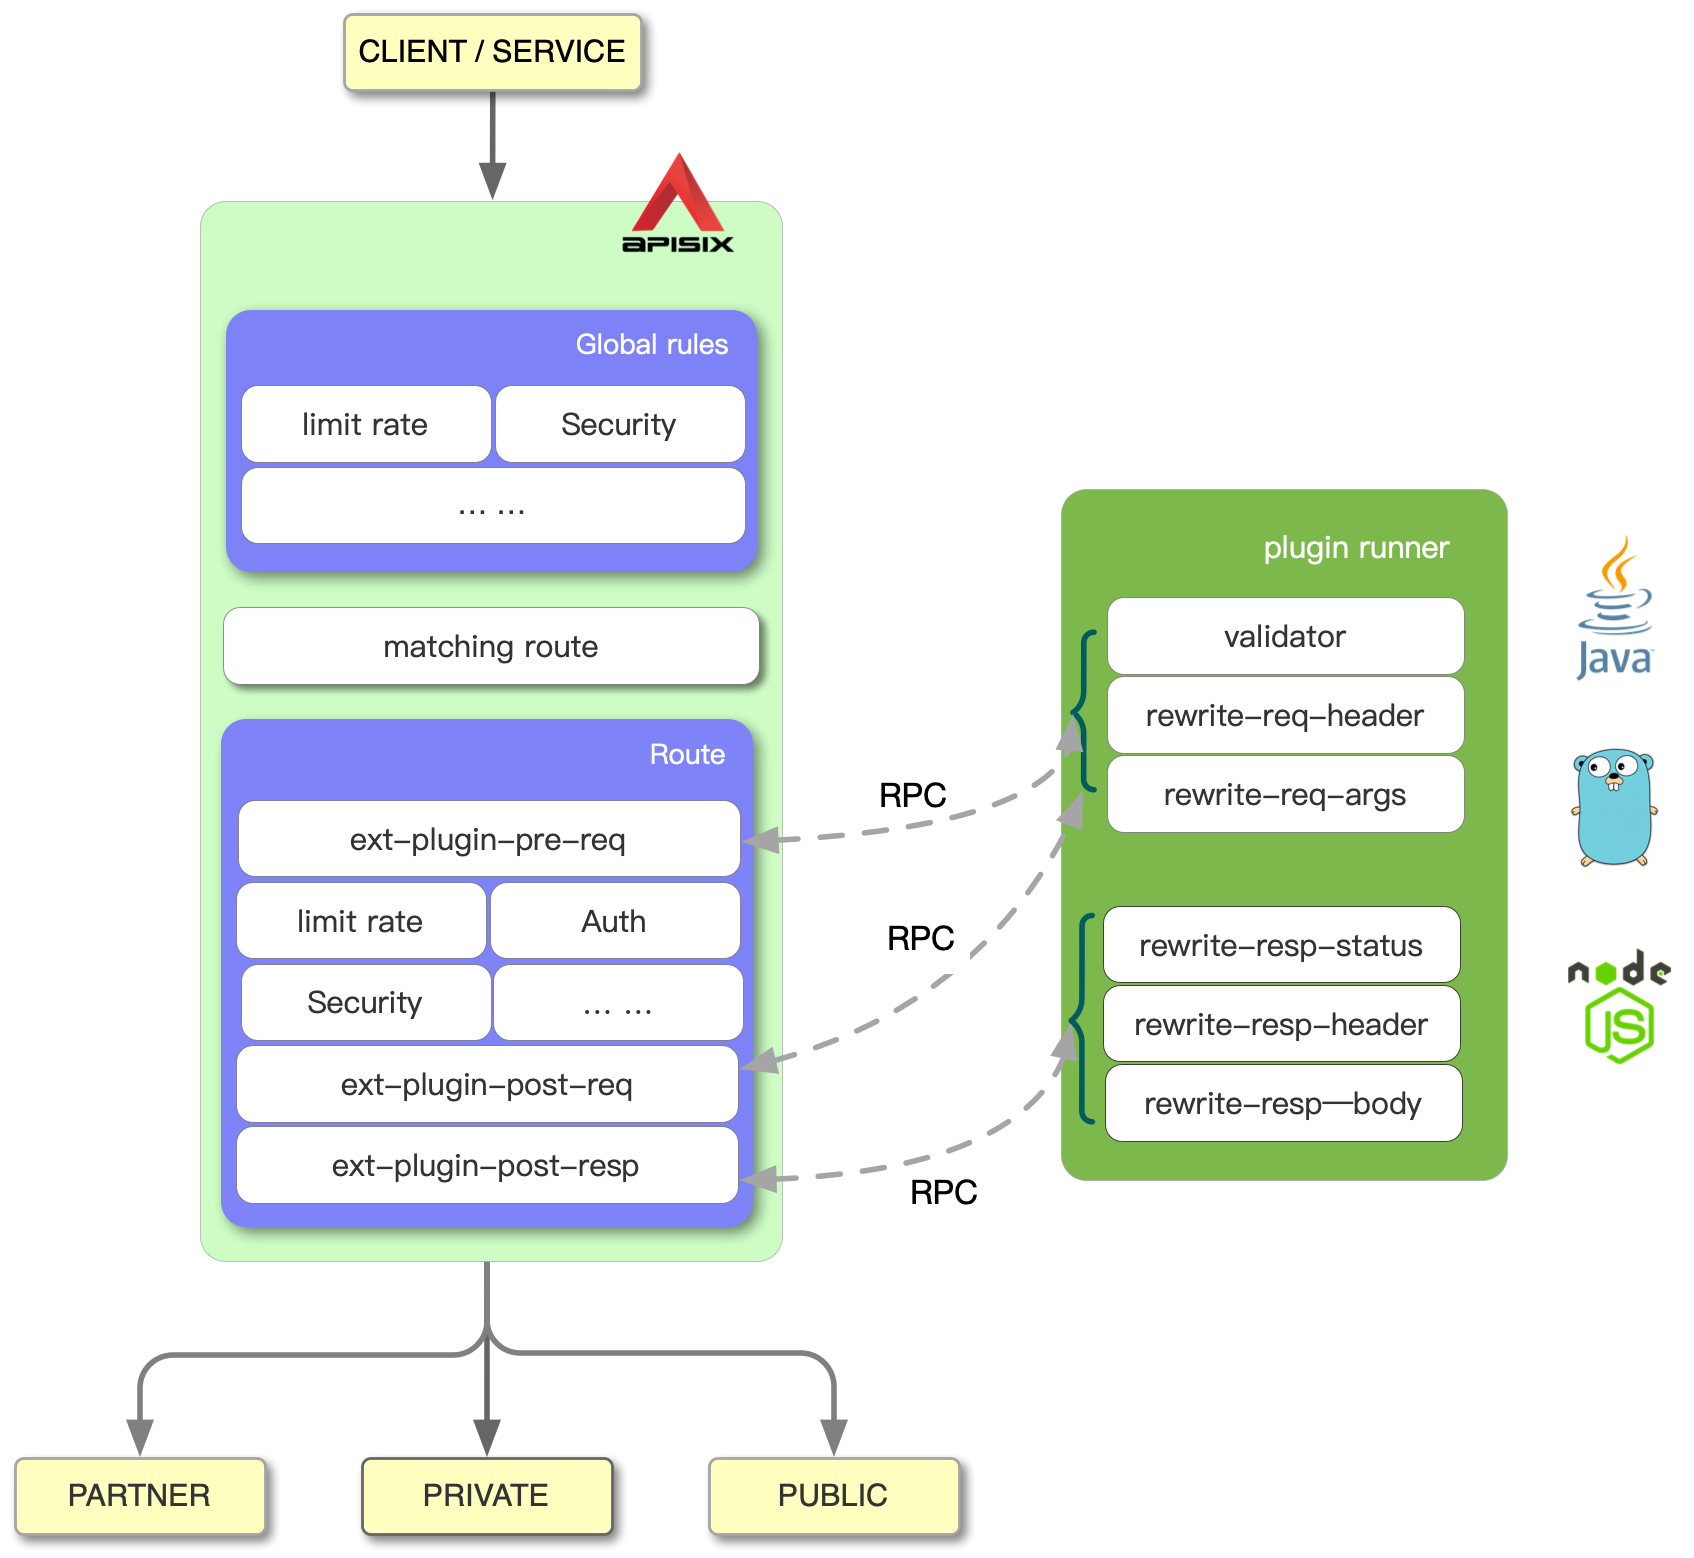 CLIENT / SERVICE
APISIX
Global rules
limit rate
Security
... ...
matching route
Route
ext-plugin-pre-req
limit rate
Auth
Security
... ...
ext-plugin-post-req
ext-plugin-post-resp
RPC
RPC
RPC
plugin runner
validator
rewrite-req-header
rewrite-req-args
rewrite-resp-status
rewrite-resp-header
rewrite-resp—body
Java™
node
JS
PARTNER
PRIVATE
PUBLIC